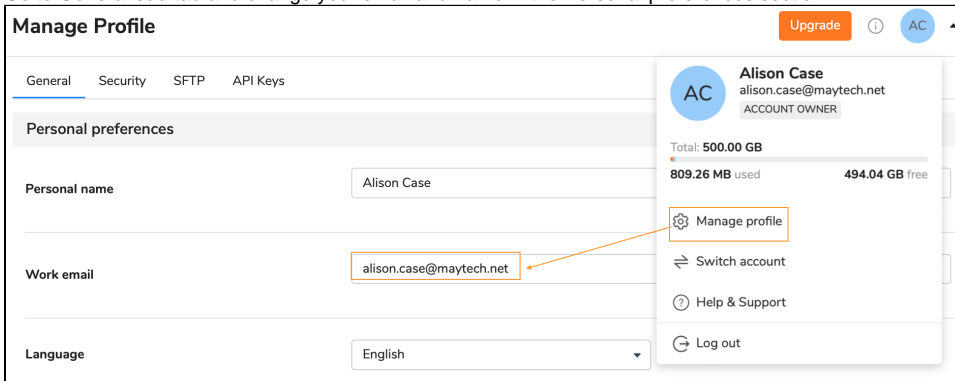 Manage Profile
Upgrade
AC
General Security SFTP API Keys
Alison Case
AC
alison.case@maytech.net
ACCOUNT OWNER
Personal preferences
Total: 500.00 GB
809.26 MB used 494.04 GB free
Personal name
Alison Case
Manage profile
Work email
alison.case@maytech.net
Switch account
Help & Support
Language
English
Log out